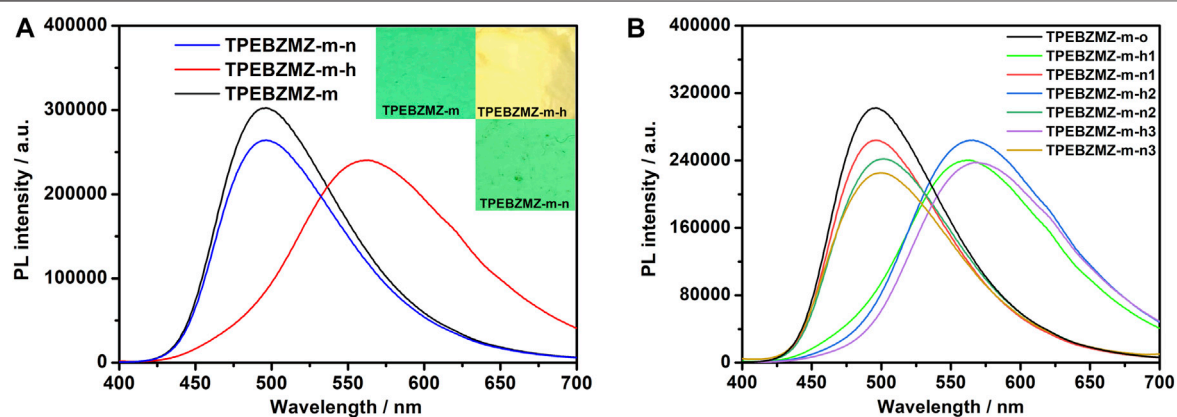 A
TPEBZMZ-m-n
TPEBZMZ-m-h
TPEBZMZ-m
TPEBZMZ-m
TPEBZMZ-m-h
TPEBZMZ-m-n
PL intensity / a.u.
400000
300000
200000
100000
0
400 450 500 550 600 650 700
Wavelength / nm
B
TPEBZMZ-m-o
TPEBZMZ-m-h1
TPEBZMZ-m-n1
TPEBZMZ-m-h2
TPEBZMZ-m-n2
TPEBZMZ-m-h3
TPEBZMZ-m-n3
PL intensity / a.u.
400000
320000
240000
160000
80000
0
400 450 500 550 600 650 700
Wavelength / nm